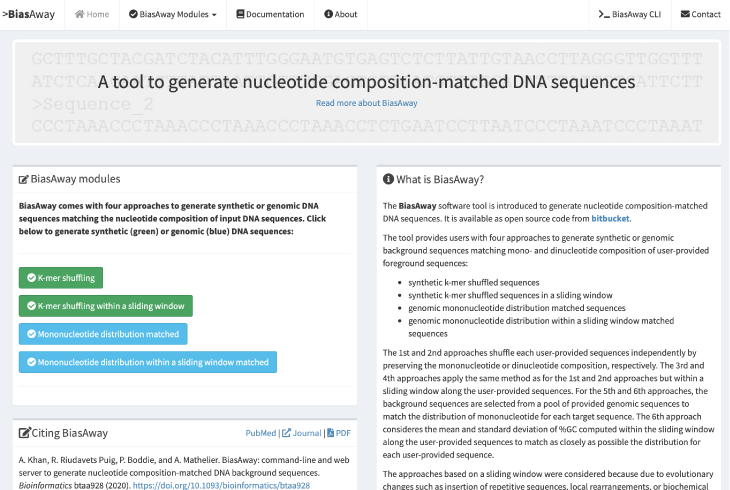 >BiasAway
Home
BiasAway Modules
Documentation
About
BiasAway CLI
Contact
GCTTTGCTACGATCTACATTTGGGAATGTGAGTCTCTTATTGTAACCTTAGGGTTGGTTT
A tool to generate nucleotide composition-matched DNA sequences
>Sequence_2
Read more about BiasAway
CCCTAAACCCTAAACCCTAAACCCTAAACCTCTGAATCCTTAATCCCTAAATCCCTAAAT
BiasAway modules
BiasAway comes with four approaches to generate synthetic or genomic DNA
sequences matching the nucleotide composition of input DNA sequences. Click
below to generate synthetic (green) or genomic (blue) DNA sequences:
K-mer shuffling
K-mer shuffling within a sliding window
Mononucleotide distribution matched
Mononucleotide distribution within a sliding window matched
Citing BiasAway
PubMed | Journal | PDF
A. Khan, R. Riudavets Puig, P. Boddie, and A. Mathelier. BiasAway: command-line and web
server to generate nucleotide composition-matched DNA background sequences.
Bioinformatics btaa928 (2020). https://doi.org/10.1093/bioinformatics/btaa928
What is BiasAway?
The BiasAway software tool is introduced to generate nucleotide composition-matched
DNA sequences. It is available as open source code from bitbucket.
The tool provides users with four approaches to generate synthetic or genomic
background sequences matching mono- and dinucleotide composition of user-provided
foreground sequences:
• synthetic k-mer shuffled sequences
• synthetic k-mer shuffled sequences in a sliding window
• genomic mononucleotide distribution matched sequences
• genomic mononucleotide distribution within a sliding window matched
sequences
The 1st and 2nd approaches shuffle each user-provided sequences independently by
preserving the mononucleotide or dinucleotide composition, respectively. The 3rd and
4th approaches apply the same method as for the 1st and 2nd approaches but within a
sliding window along the user-provided sequences. For the 5th and 6th approaches, the
background sequences are selected from a pool of provided genomic sequences to
match the distribution of mononucleotide for each target sequence. The 6th approach
consideres the mean and standard deviation of %GC computed within the sliding window
along the user-provided sequences to match as closely as possible the distribution for
each user-provided sequence.
The approaches based on a sliding window were considered because due to evolutionary
changes such as insertion of repetitive sequences, local rearrangements, or biochemical